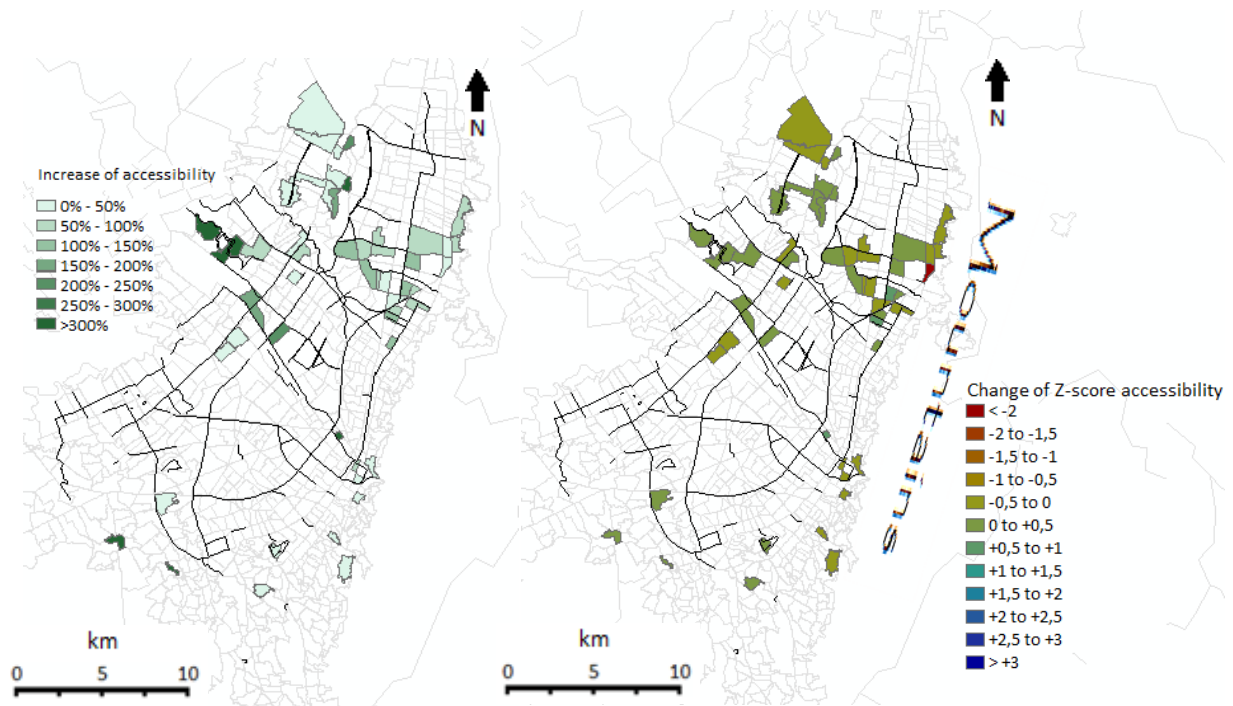 N
Increase of accessibility
0% - 50%
50% - 100%
100% - 150%
150% - 200%
200% - 250%
250% - 300%
>300%
km
0 5 10
N
Mountains
Change of Z-score accessibility
< -2
-2 to -1,5
-1,5 to -1
-1 to -0,5
-0,5 to 0
0 to +0,5
+0,5 to +1
+1 to +1,5
+1,5 to +2
+2 to +2,5
+2,5 to +3
> +3
km
0 5 10